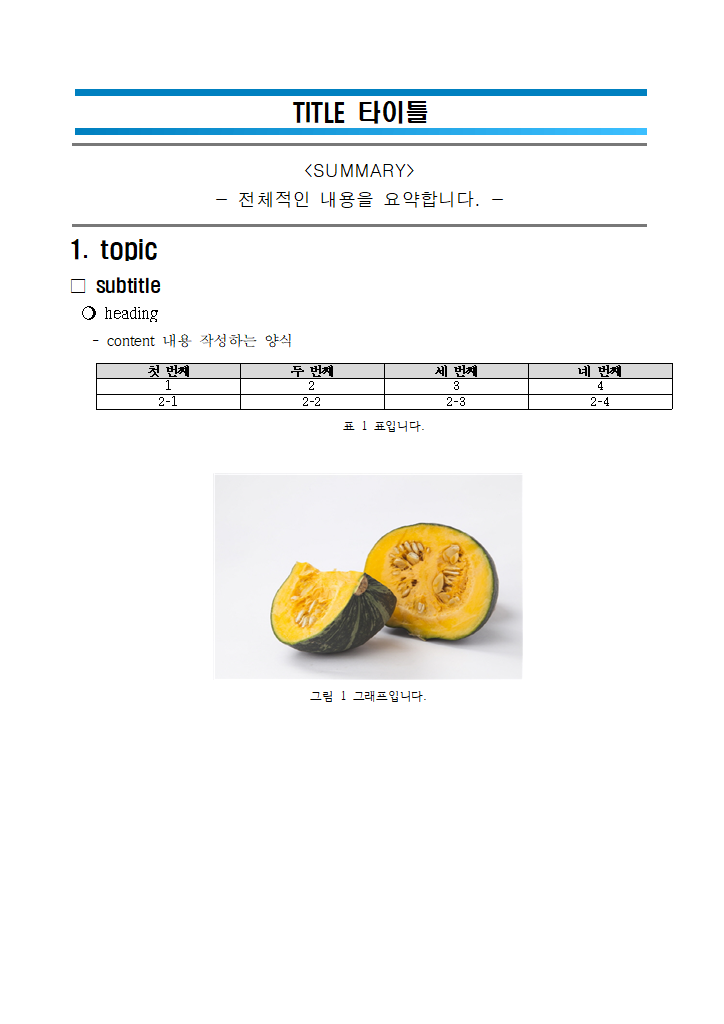 TITLE 타이틀
<SUMMARY>
- 전체적인 내용을 요약합니다. -
1. topic
□ subtitle
❍ heading
- content 내용 작성하는 양식
첫 번째 두 번째 세 번째 네 번째
1 2 3 4
2-1 2-2 2-3 2-4
표 1 표입니다.
그림 1 그래프입니다.